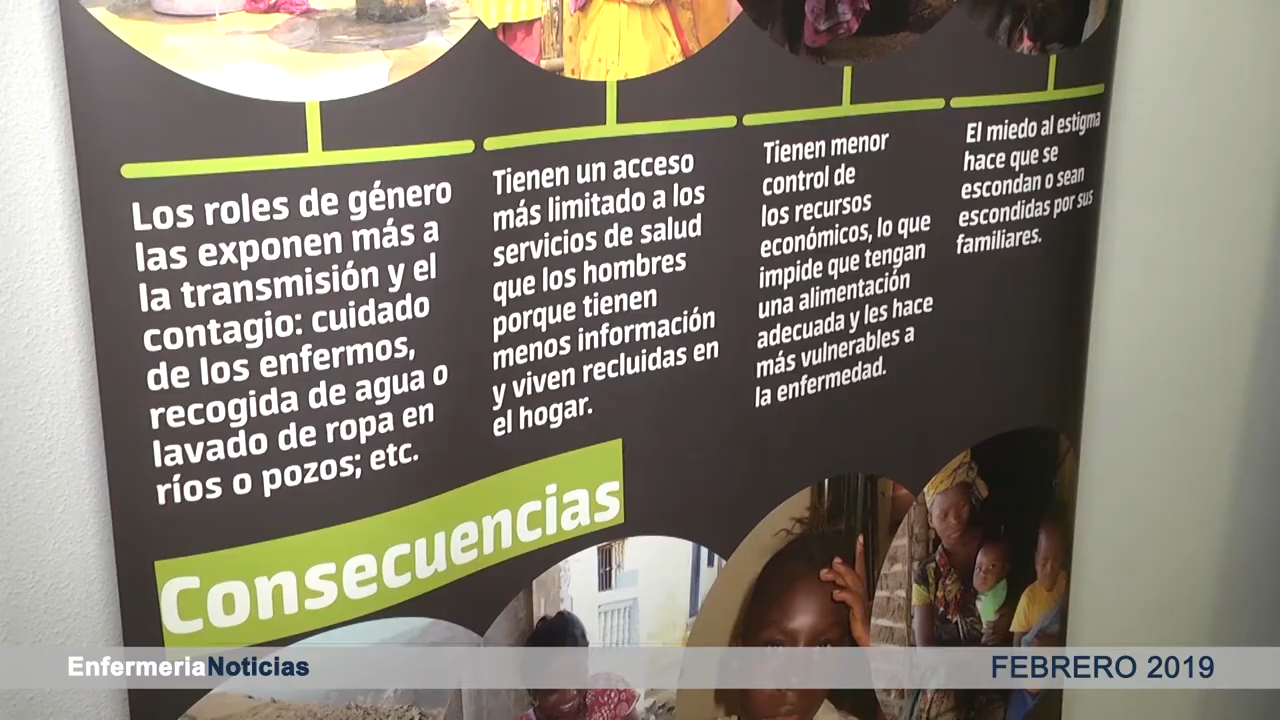 Los roles de género
las exponen más a
la transmisión y el
contagio: cuidado
de los enfermos,
recogida de agua o
lavado de ropa en
ríos o pozos; etc.
Tienen un acceso
más limitado a los
servicios de salud
que los hombres
porque tienen
menos información
y viven recluidas en
el hogar.
Tienen menor
control de
los recursos
económicos, lo que
impide que tengan
una alimentación
adecuada y les hace
más vulnerables a
la enfermedad.
El miedo al estigma
hace que se
escondan o sean
escondidas por sus
familiares.
Consecuencias
EnfermeriaNoticias
FEBRERO 2019